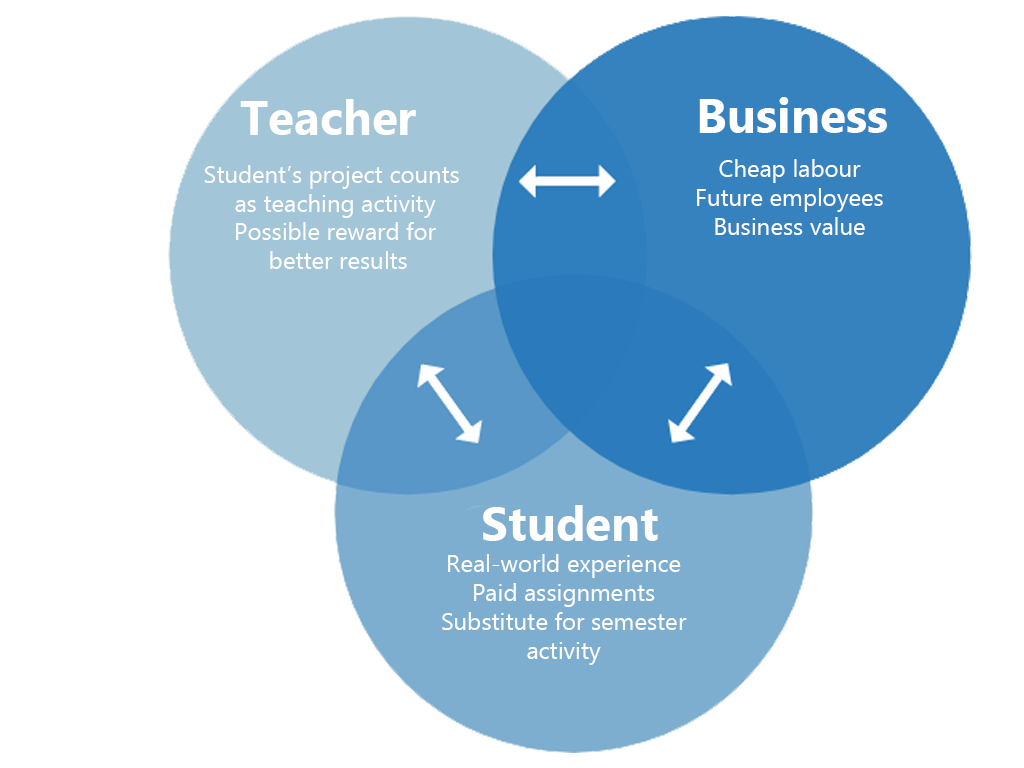 Teacher
Student’s project counts
as teaching activity
Possible reward for
better results
Business
Cheap labour
Future employees
Business value
Student
Real-world experience
Paid assignments
Substitute for semester
activity